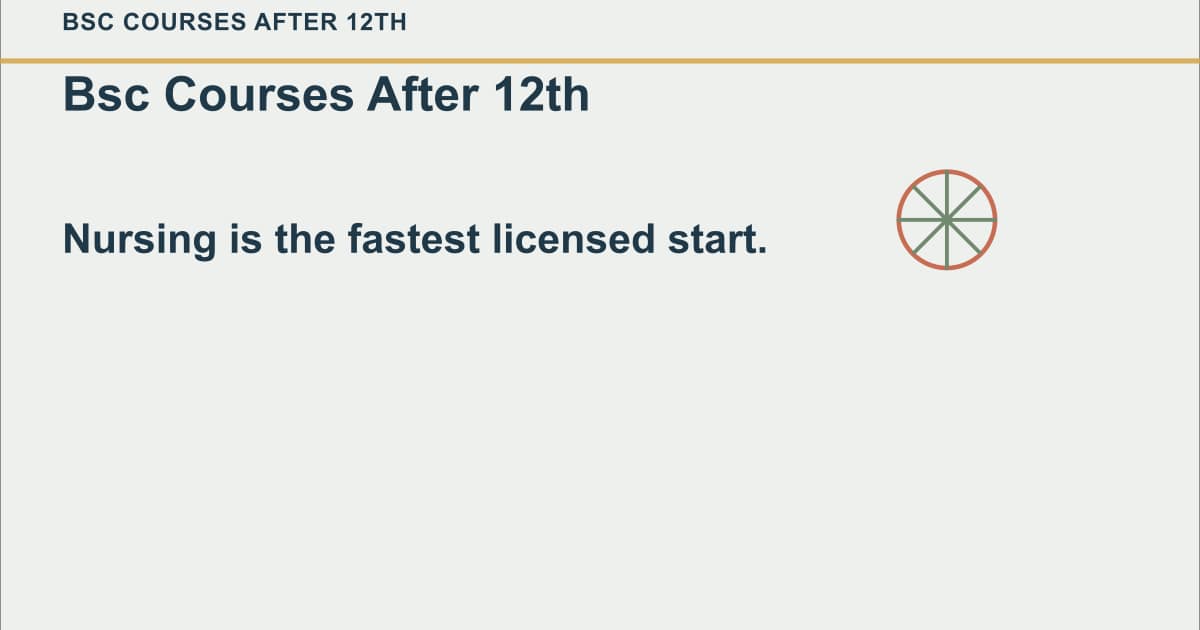 BSC COURSES AFTER 12TH
Bsc Courses After 12th
Nursing is the fastest licensed start.